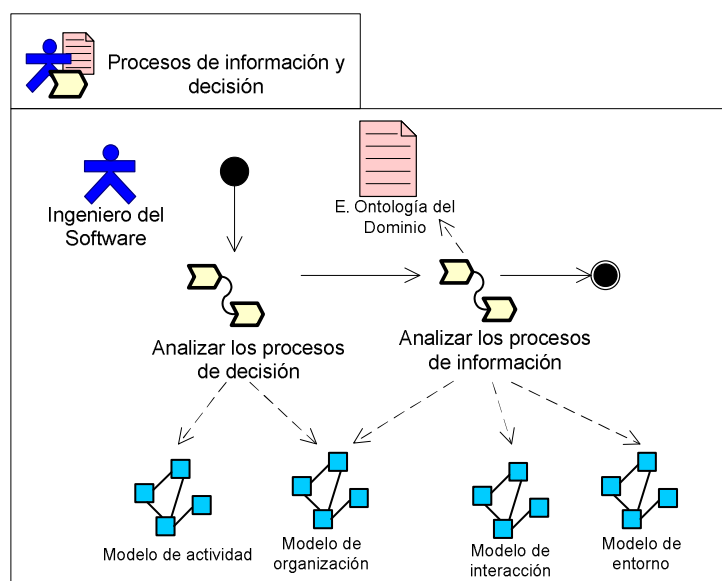 Procesos de información y
decisión
Ingeniero del
Software
E. Ontología del
Dominio
Analizar los procesos
de decisión
Analizar los procesos
de información
Modelo de actividad
Modelo de
organización
Modelo de
interacción
Modelo de
entorno